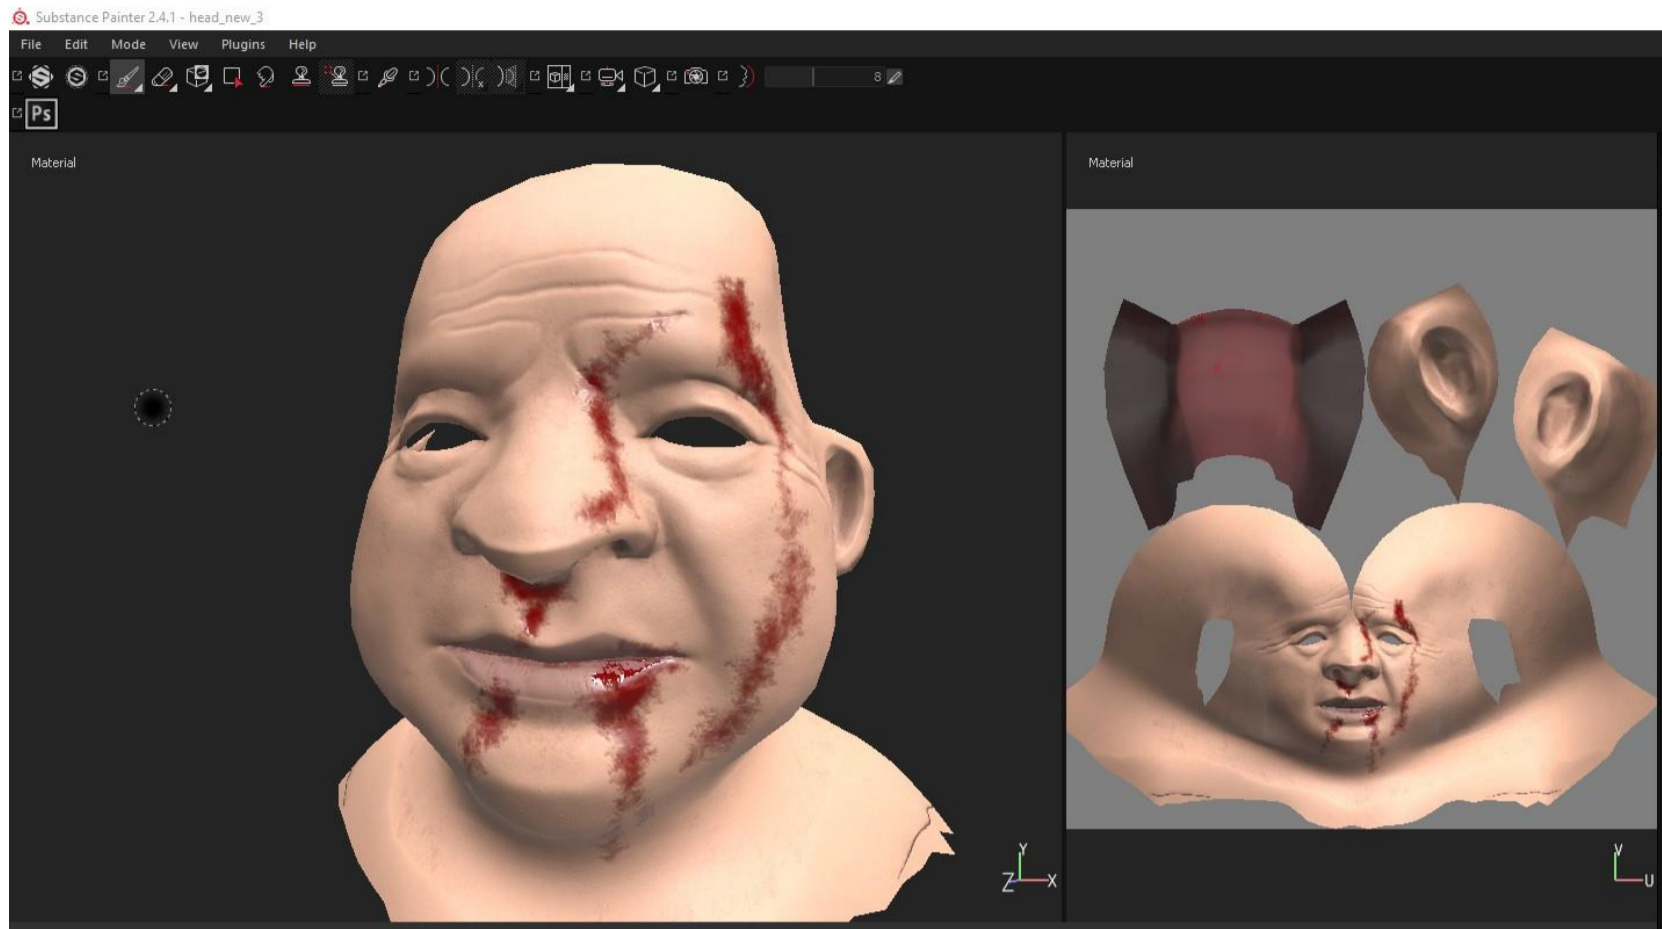 Substance Painter 2.4.1 - head_new_3
File Edit Mode View Plugins Help
8
Ps
Material
Material
Y
Z X
V
U